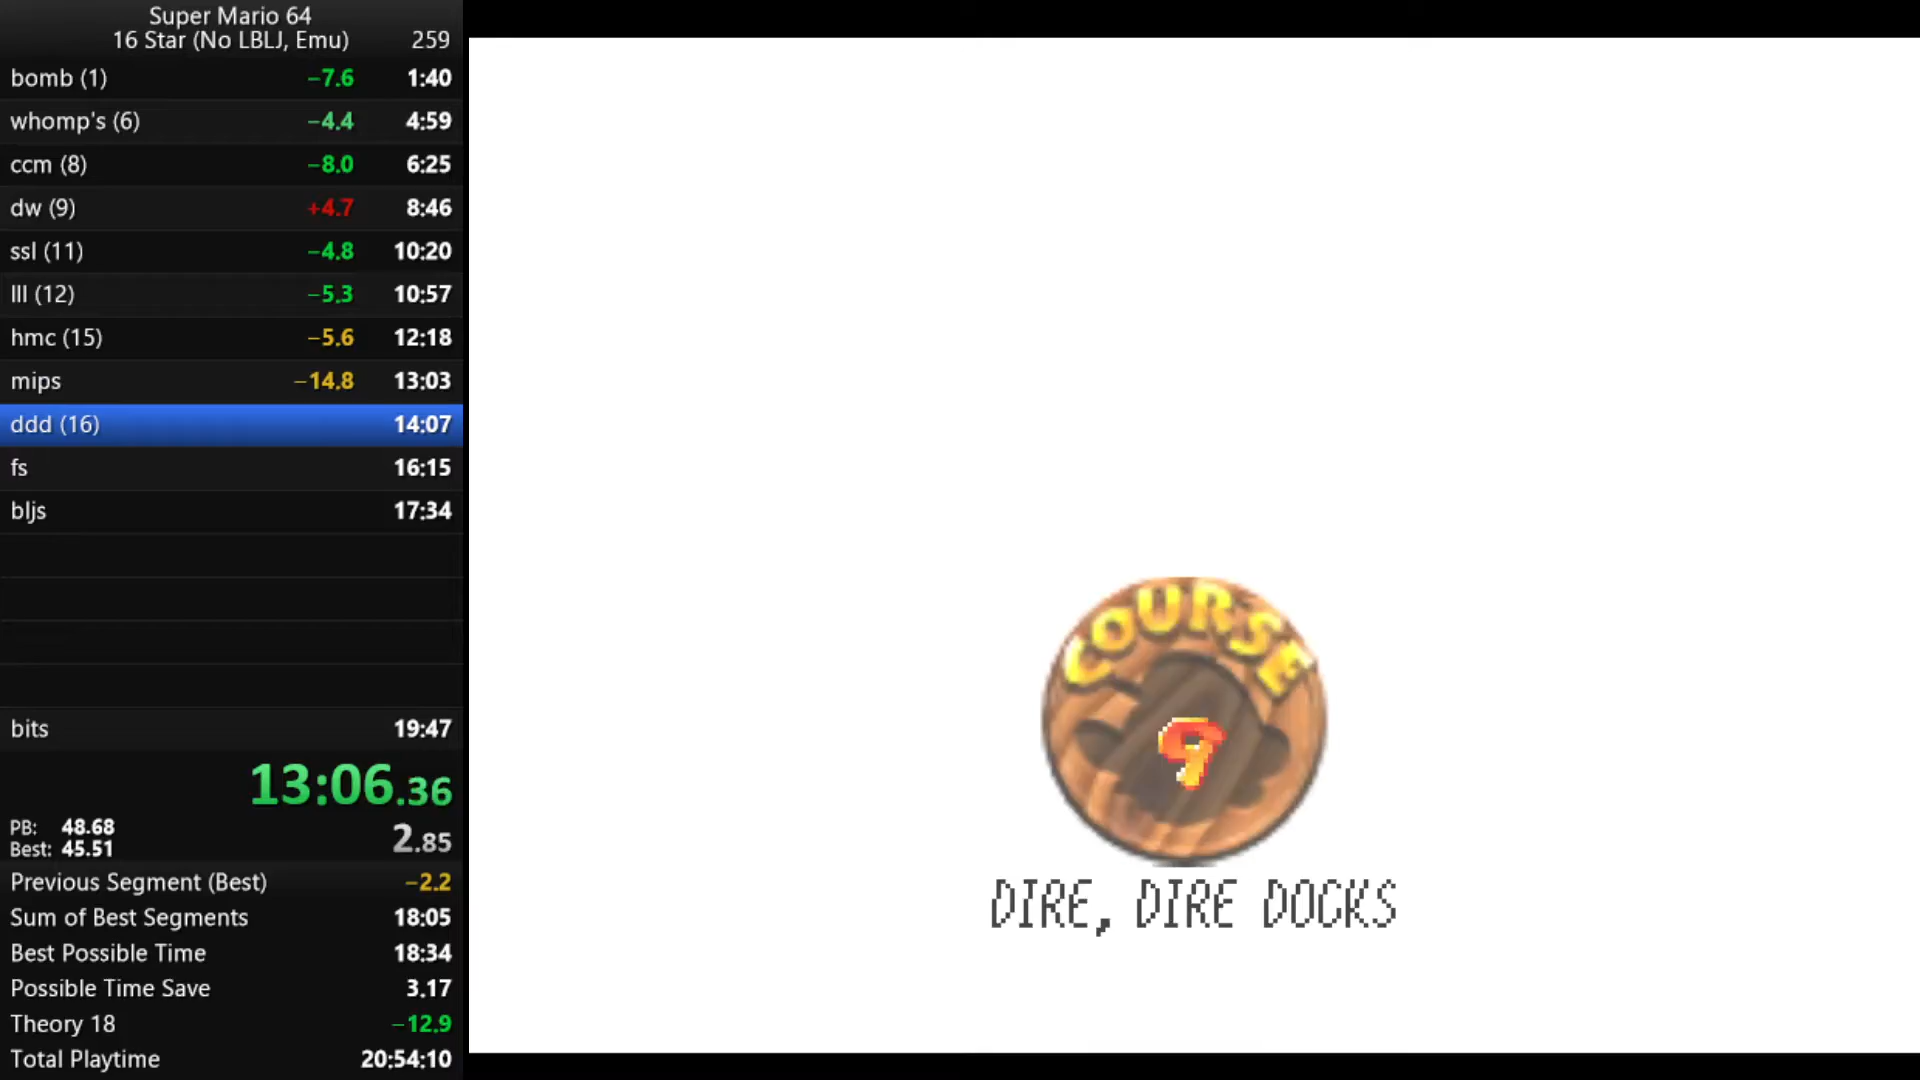 Super Mario 64
16 Star (No LBLJ, Emu) 259
bomb (1) −7.6 1:40
whomp's (6) −4.4 4:59
ccm (8) −8.0 6:25
dw (9) +4.7 8:46
ssl (11) −4.8 10:20
lll (12) −5.3 10:57
hmc (15) −5.6 12:18
mips −14.8 13:03
ddd (16) 14:07
fs 16:15
bljs 17:34
bits 19:47
13:06.36
PB: 48.68
Best: 45.51
2.85
Previous Segment (Best) −2.2
Sum of Best Segments 18:05
Best Possible Time 18:34
Possible Time Save 3.17
Theory 18 −12.9
Total Playtime 20:54:10
COURSE
9
DIRE, DIRE DOCKS